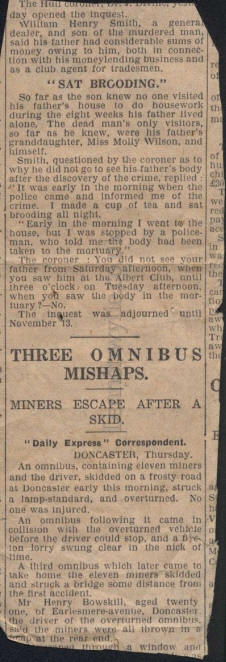 The Hull coroner,
day opened the inquest.
William Henry Smith, a general
dealer, and son of the murdered man,
said his father had considerable sums of
money owing to him, both in connec-
tion with his moneylending business and
as a club agent for tradesmen.
"SAT BROODING."
So far as the son knew no one visited
his father's house to do housework
during the eight weeks his father lived
alone. The dead man's only visitors,
so far as he knew, were his father's
granddaughter, Miss Molly Wilson, and
himself.
Smith, questioned by the coroner as to
why he did not go to see his father's body
after the discovery of the crime, replied:
"It was early in the morning when the
police came and informed me of the
crime. I made a cup of tea and sat
brooding all night.
"Early in the morning I went to the
house, but I was stopped by a police-
man, who told me the body had been
taken to the mortuary."
The coroner: You did not see your
father from Saturday afternoon, when
you saw him at the Albert Club, until
three o'clock on Tuesday afternoon,
when you saw the body in the mor-
tuary?—No.
The inquest was adjourned until
November 13.
THREE OMNIBUS
MISHAPS.
MINERS ESCAPE AFTER A
SKID.
"Daily Express" Correspondent.
DONCASTER, Thursday.
An omnibus, containing eleven miners
and the driver, skidded on a frosty road
at Doncaster early this morning, struck
a lamp-standard, and overturned. No
one was injured.
An omnibus following it came in
collision with the overturned vehicle
before the driver could stop, and a
ton lorry swung clear in the nick of
time.
A third omnibus which later came to
take home the eleven miners skidded
and struck a bridge some distance from
the first accident.
Mr Henry Bowskill, aged twenty
one, of Earlesmere-avenue, Doncaster
the driver of the overturned omnibus,
said the miners were all thrown in a
heap at the rear end.
through a window and